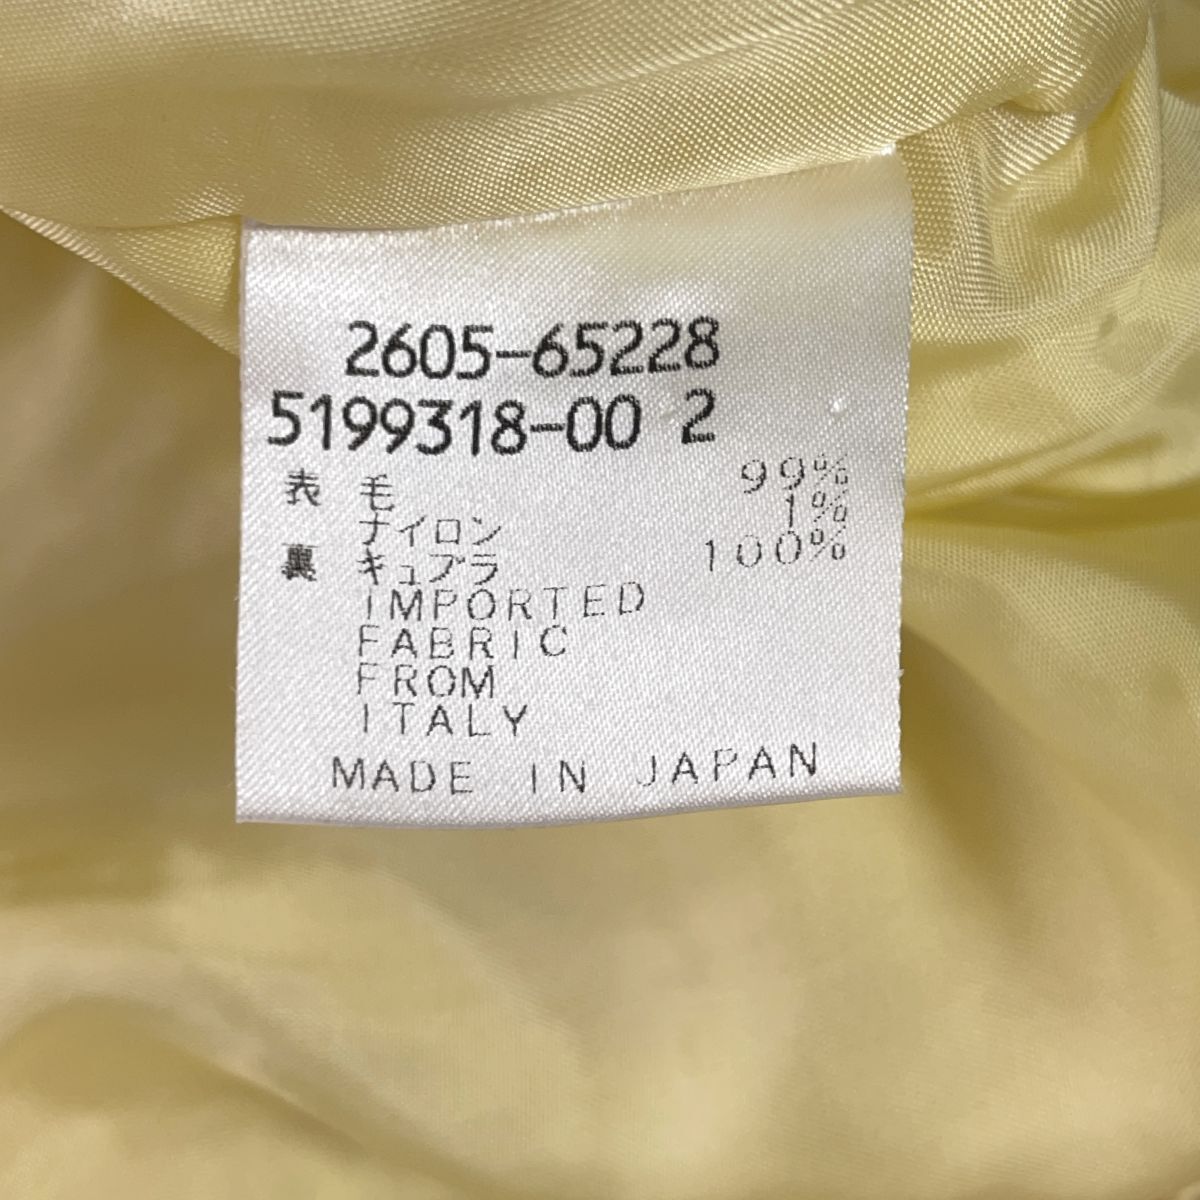 2605-65228
5199318-00 2
表 毛 99%
ナイロン 1%
裏 キュプラ 100%
IMPORTED
FABRIC
FROM
ITALY
MADE IN JAPAN